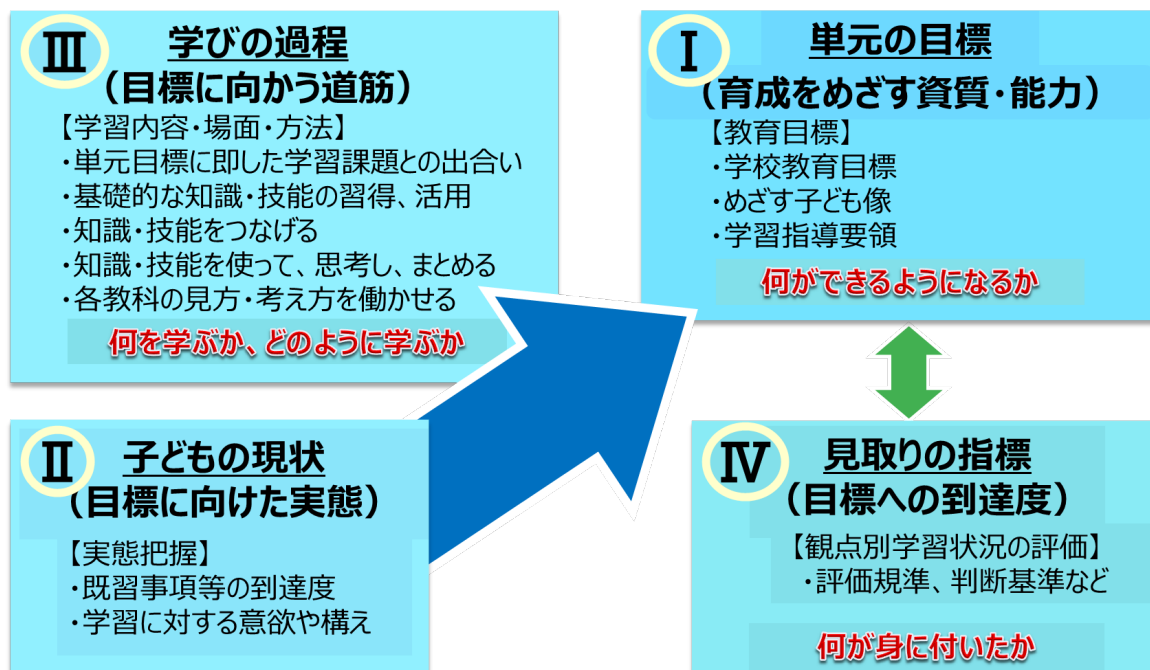 Ⅲ 学びの過程
(目標に向かう道筋)
【学習内容・場面・方法】
・単元目標に即した学習課題との出合い
・基礎的な知識・技能の習得、活用
・知識・技能をつなげる
・知識・技能を使って、思考し、まとめる
・各教科の見方・考え方を働かせる
何を学ぶか、どのように学ぶか
Ⅰ 単元の目標
(育成をめざす資質・能力)
【教育目標】
・学校教育目標
・めざす子ども像
・学習指導要領
何ができるようになるか
Ⅱ 子どもの現状
(目標に向けた実態)
【実態把握】
・既習事項等の到達度
・学習に対する意欲や構え
Ⅳ 見取りの指標
(目標への到達度)
【観点別学習状況の評価】
・評価規準、判断基準など
何が身に付いたか